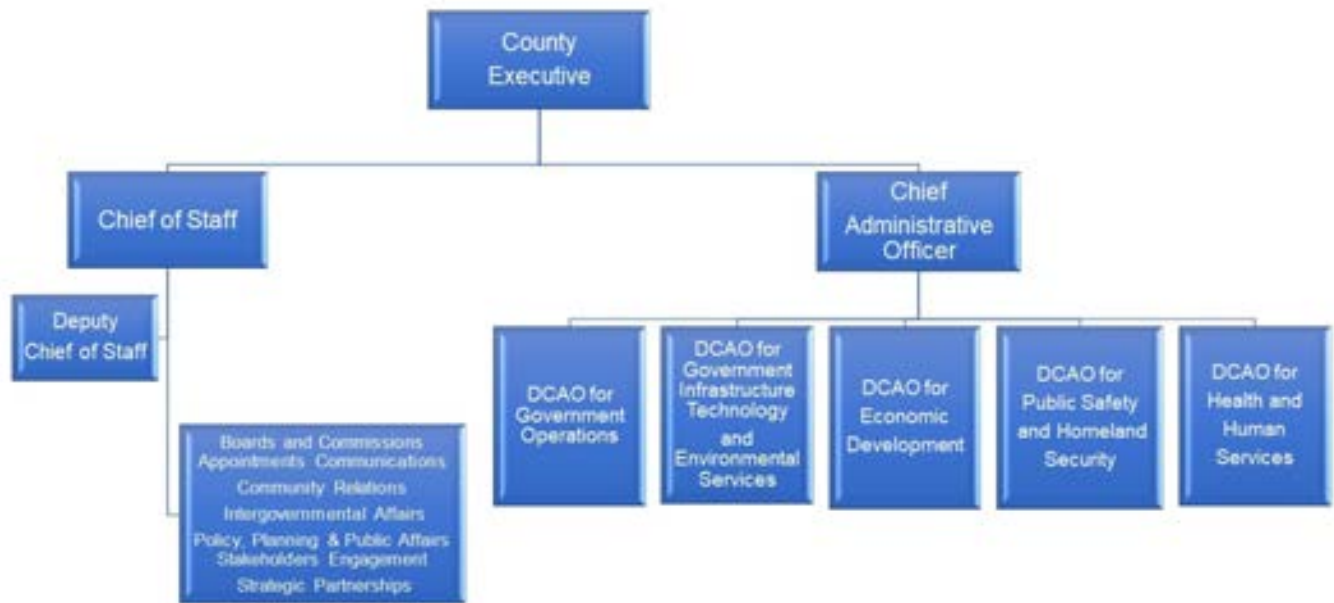 County
Executive
Chief of Staff
Chief
Administrative
Officer
Deputy
Chief of Staff
Boards and Commissions
Appointments Communications
Community Relations
Intergovernmental Affairs
Policy, Planning & Public Affairs
Stakeholders Engagement
Strategic Partnerships
DCAO for
Government
Operations
DCAO for
Government
Infrastructure
Technology
and
Environmental
Services
DCAO for
Economic
Development
DCAO for
Public Safety
and Homeland
Security
DCAO for
Health and
Human
Services